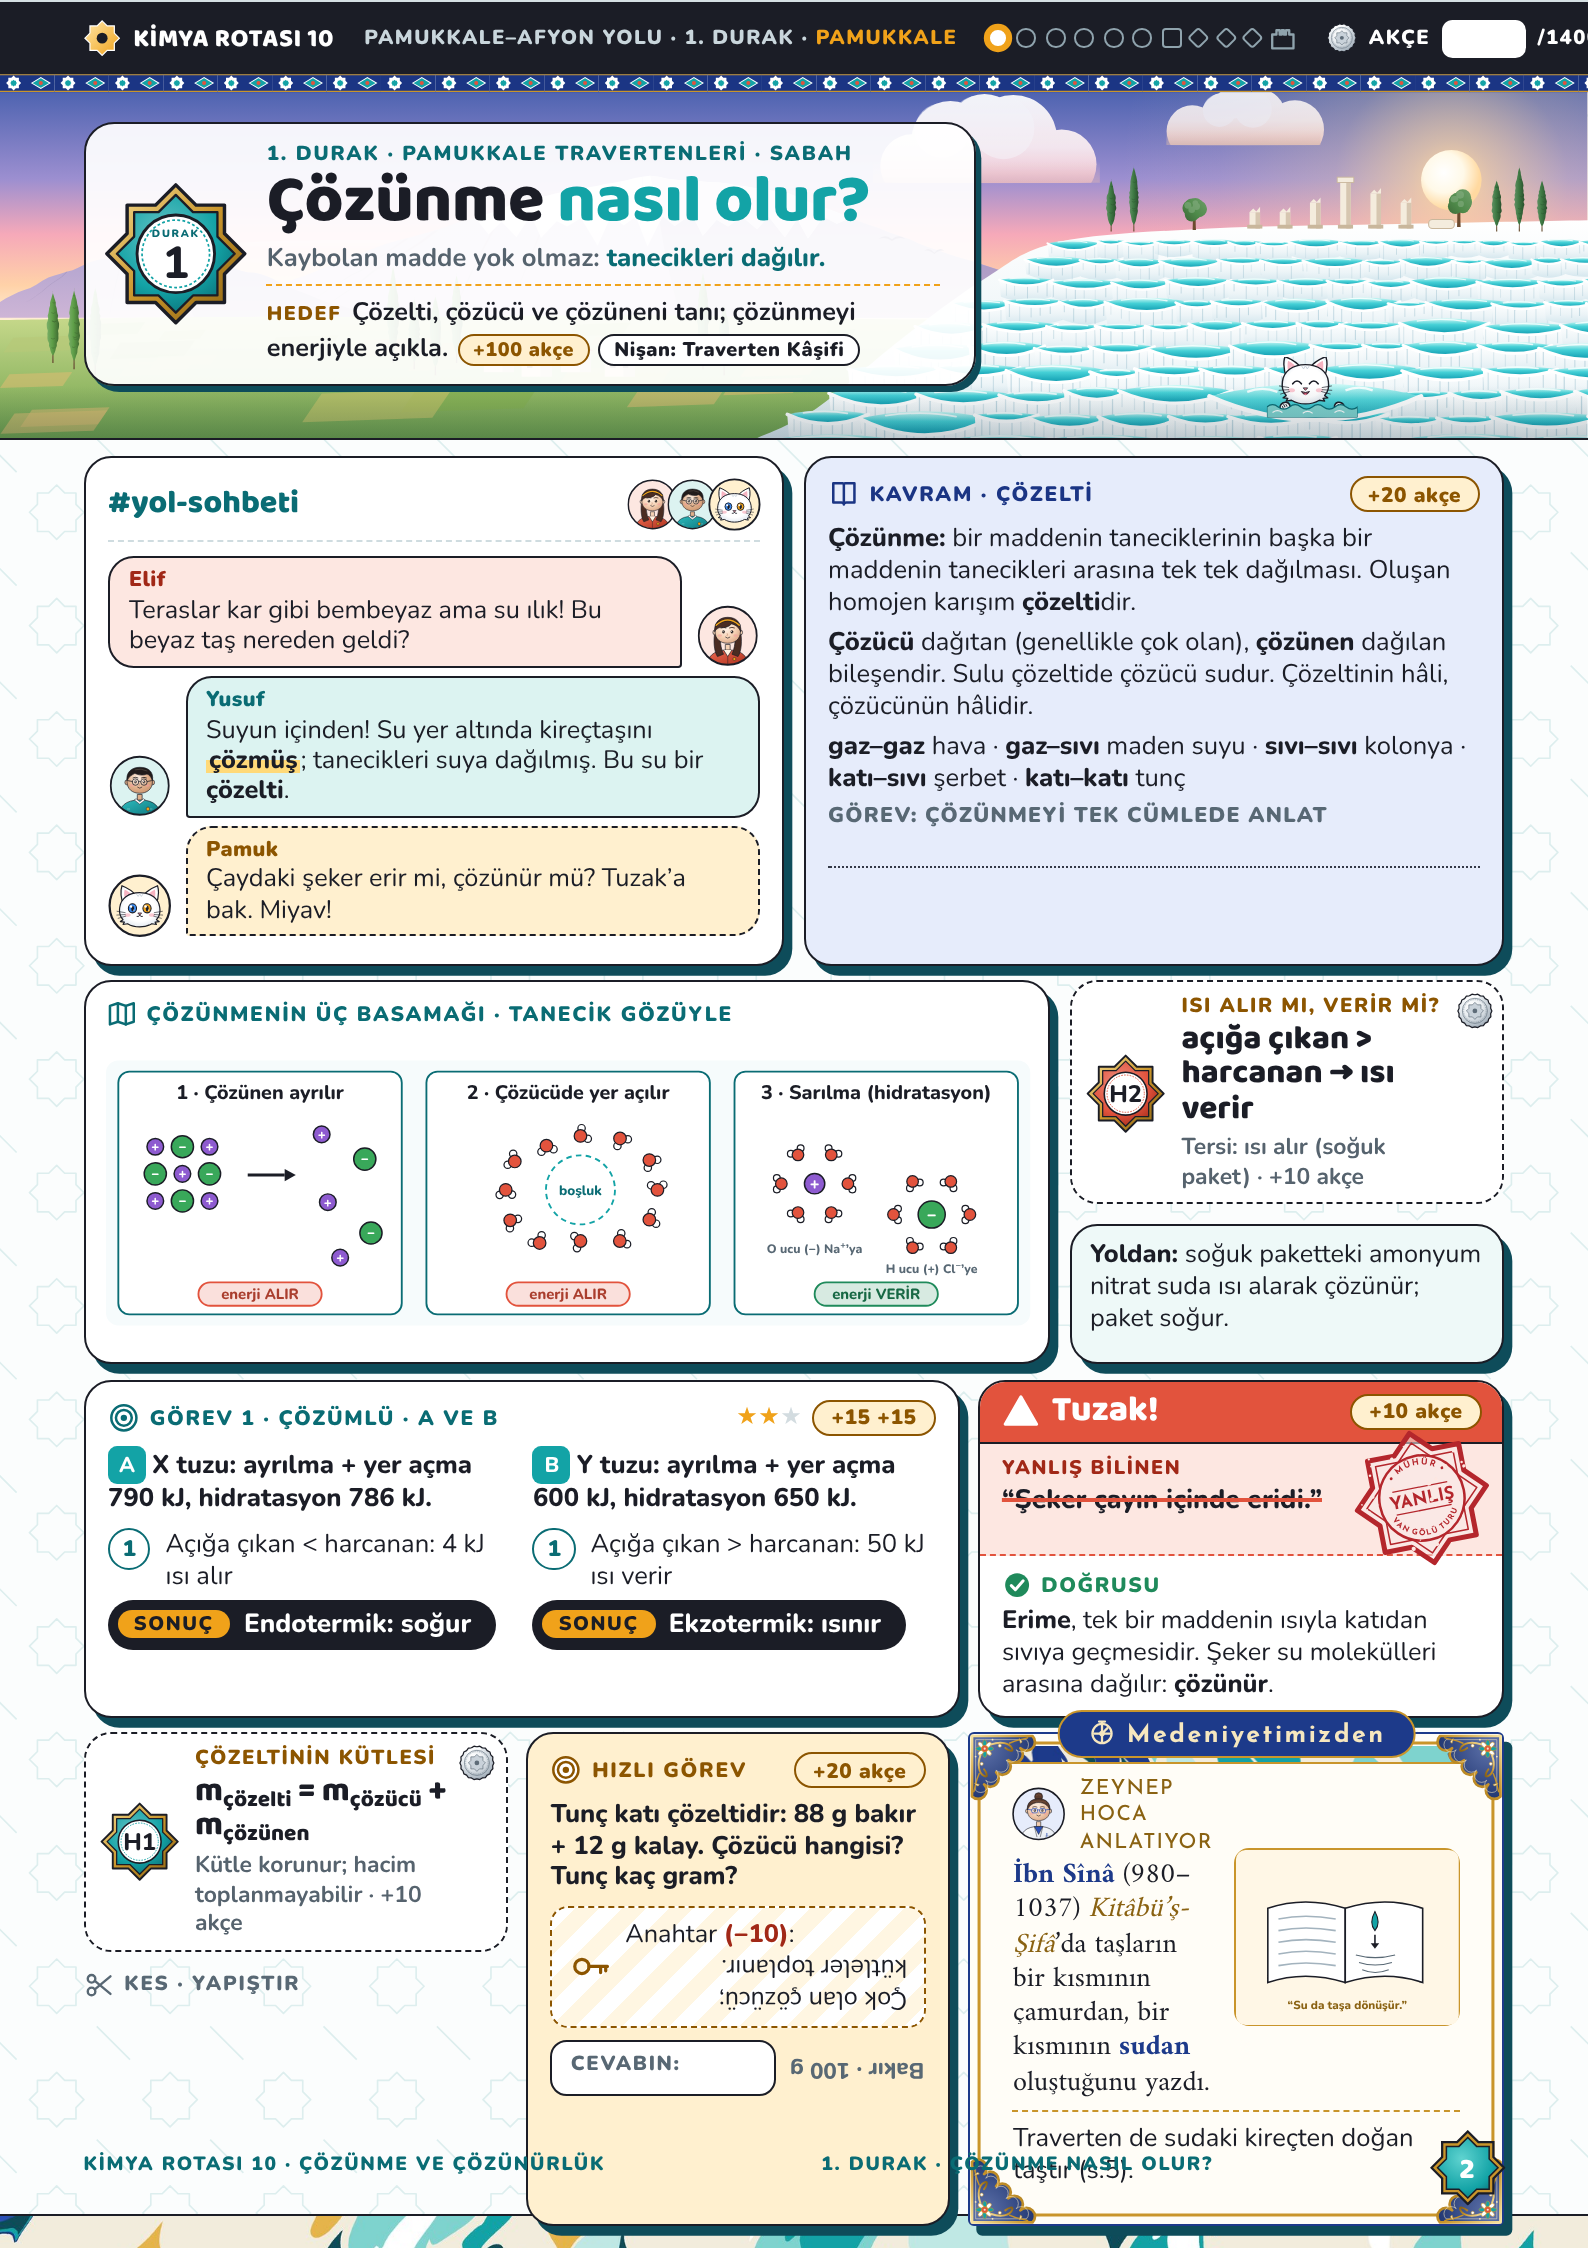 KİMYA ROTASI 10 PAMUKKALE–AFYON YOLU · 1. DURAK · PAMUKKALE AKÇE /140
1. DURAK · PAMUKKALE TRAVERTENLERİ · SABAH
DURAK
1
Çözünme nasıl olur?
Kaybolan madde yok olmaz: tanecikleri dağılır.
HEDEF Çözelti, çözücü ve çözüneni tanı; çözünmeyi
enerjiyle açıkla. +100 akçe Nişan: Traverten Kâşifi
#yol-sohbeti
Elif
Teraslar kar gibi bembeyaz ama su ılık! Bu
beyaz taş nereden geldi?
Yusuf
Suyun içinden! Su yer altında kireçtaşını
çözmüş; tanecikleri suya dağılmış. Bu su bir
çözelti.
Pamuk
Çaydaki şeker erir mi, çözünür mü? Tuzak’a
bak. Miyav!
KAVRAM · ÇÖZELTİ +20 akçe
Çözünme: bir maddenin taneciklerinin başka bir
maddenin tanecikleri arasına tek tek dağılması. Oluşan
homojen karışım çözeltidir.
Çözücü dağıtan (genellikle çok olan), çözünen dağılan
bileşendir. Sulu çözeltide çözücü sudur. Çözeltinin hâli,
çözücünün hâlidir.
gaz–gaz hava · gaz–sıvı maden suyu · sıvı–sıvı kolonya ·
katı–sıvı şerbet · katı–katı tunç
GÖREV: ÇÖZÜNMEYİ TEK CÜMLEDE ANLAT
ÇÖZÜNMENİN ÜÇ BASAMAĞI · TANECİK GÖZÜYLE
1 · Çözünen ayrılır
enerji ALIR
2 · Çözücüde yer açılır
boşluk
enerji ALIR
3 · Sarılma (hidratasyon)
O ucu (−) Na⁺’ya
H ucu (+) Cl⁻’ye
enerji VERİR
H2
ISI ALIR MI, VERİR Mİ?
açığa çıkan >
harcanan → ısı
verir
Tersi: ısı alır (soğuk
paket) · +10 akçe
Yoldan: soğuk paketteki amonyum
nitrat suda ısı alarak çözünür;
paket soğur.
GÖREV 1 · ÇÖZÜMLÜ · A VE B ★★★ +15 +15
A X tuzu: ayrılma + yer açma
790 kJ, hidratasyon 786 kJ.
1 Açığa çıkan < harcanan: 4 kJ
ısı alır
SONUÇ Endotermik: soğur
B Y tuzu: ayrılma + yer açma
600 kJ, hidratasyon 650 kJ.
1 Açığa çıkan > harcanan: 50 kJ
ısı verir
SONUÇ Ekzotermik: ısınır
Tuzak! +10 akçe
YANLIŞ BİLİNEN
“Şeker çayın içinde eridi.”
MÜHÜR
YANLIŞ
VAN GÖLÜ TURU
DOĞRUSU
Erime, tek bir maddenin ısıyla katıdan
sıvıya geçmesidir. Şeker su molekülleri
arasına dağılır: çözünür.
H1
ÇÖZELTİNİN KÜTLESİ
mçözelti = mçözücü +
mçözünen
Kütle korunur; hacim
toplanmayabilir · +10
akçe
KES · YAPIŞTIR
HIZLI GÖREV +20 akçe
Tunç katı çözeltidir: 88 g bakır
+ 12 g kalay. Çözücü hangisi?
Tunç kaç gram?
Anahtar (−10):
Çok olan çözücü;
kütleler toplanır.
CEVABIN:
Bakır · 100 g
Medeniyetimizden
ZEYNEP
HOCA
ANLATIYOR
İbn Sînâ (980–
1037) Kitâbü’ş-
Şifâ’da taşların
bir kısmının
çamurdan, bir
kısmının sudan
oluştuğunu yazdı.
“Su da taşa dönüşür.”
Traverten de sudaki kireçten doğan
taştır (s.5).
KİMYA ROTASI 10 · ÇÖZÜNME VE ÇÖZÜNÜRLÜK
1. DURAK · ÇÖZÜNME NASIL OLUR?
2